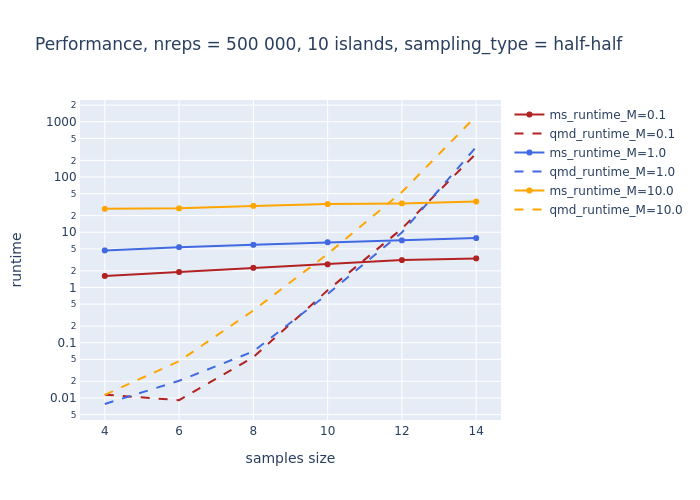 Performance, nreps = 500 000, 10 islands, sampling_type = half-half
2
1000
5
2
100
5
2
10
5
2
1
5
2
0.1
5
2
0.01
5
4
6
8
10
12
14
samples size
runtime
ms_runtime_M=0.1
qmd_runtime_M=0.1
ms_runtime_M=1.0
qmd_runtime_M=1.0
ms_runtime_M=10.0
qmd_runtime_M=10.0